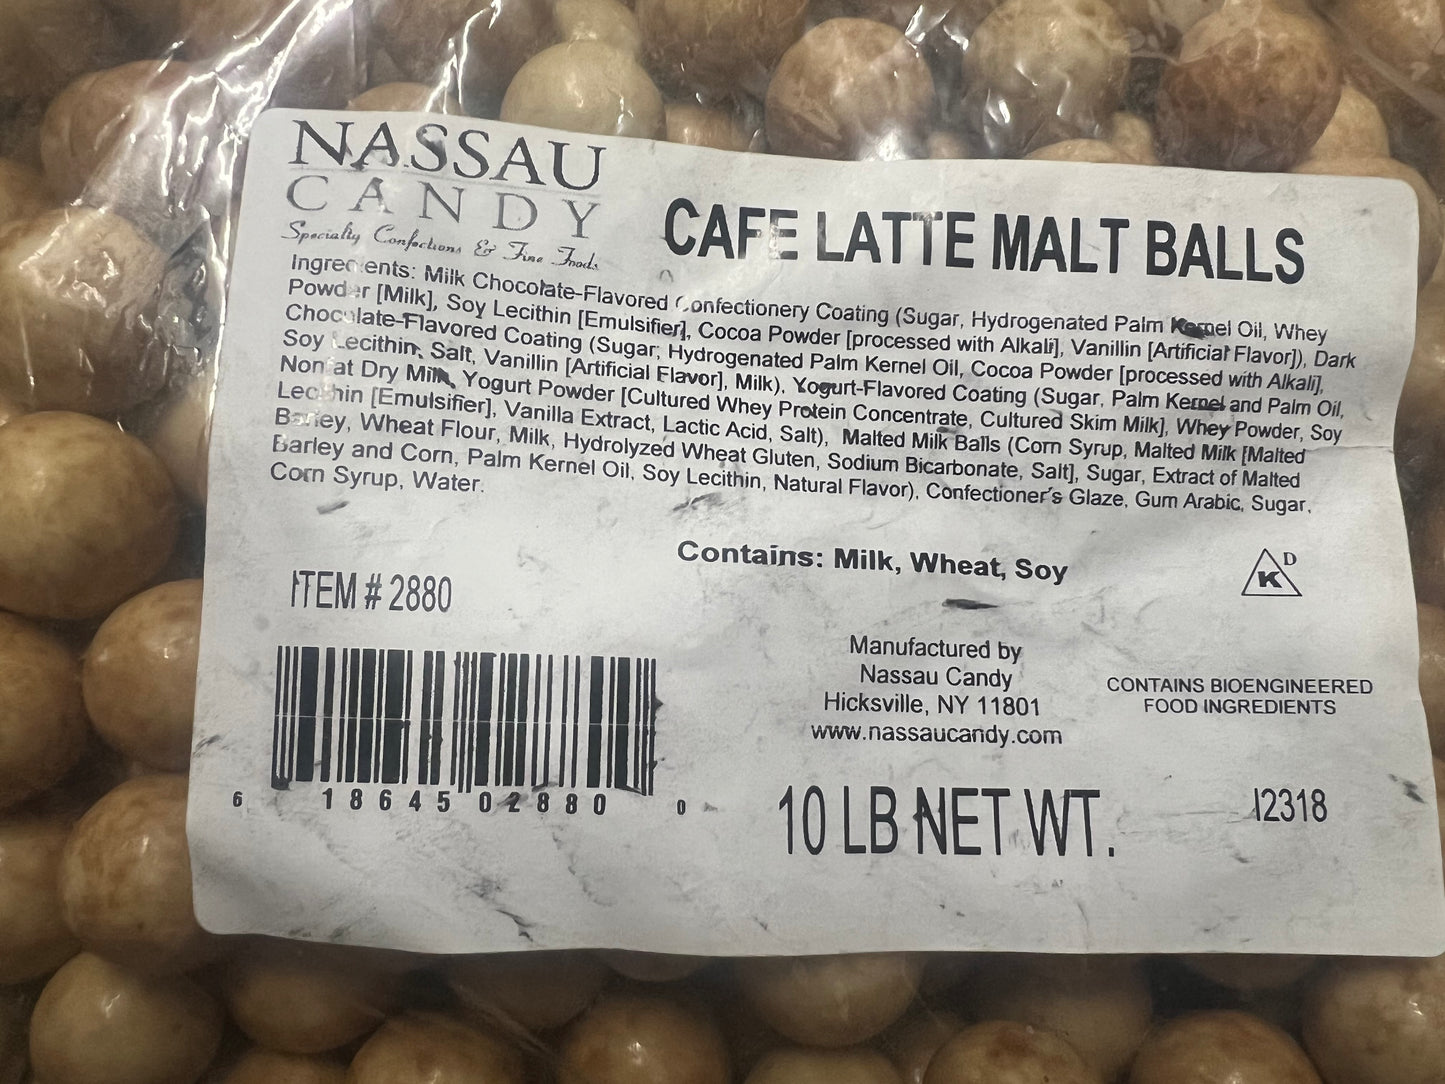 NASSAU
CANDY
Specialty Confections & Fine Foods
CAFE LATTE MALT BALLS
Ingredients: Milk Chocolate-Flavored Confectionery Coating (Sugar, Hydrogenated Palm Kernel Oil, Whey
Powder [Milk], Soy Lecithin [Emulsifier], Cocoa Powder [processed with Alkali], Vanillin [Artificial Flavor]), Dark
Chocolate-Flavored Coating (Sugar, Hydrogenated Palm Kernel Oil, Cocoa Powder [processed with Alkali],
Soy Lecithin, Salt, Vanillin [Artificial Flavor], Milk), Yogurt-Flavored Coating (Sugar, Palm Kernel and Palm Oil,
Nonfat Dry Milk, Yogurt Powder [Cultured Whey Protein Concentrate, Cultured Skim Milk], Whey Powder, Soy
Lecithin [Emulsifier], Vanilla Extract, Lactic Acid, Salt), Malted Milk Balls (Corn Syrup, Malted Milk [Malted
Barley, Wheat Flour, Milk, Hydrolyzed Wheat Gluten, Sodium Bicarbonate, Salt], Sugar, Extract of Malted
Barley and Corn, Palm Kernel Oil, Soy Lecithin, Natural Flavor), Confectioner's Glaze, Gum Arabic, Sugar,
Corn Syrup, Water.
Contains: Milk, Wheat, Soy
K D
ITEM # 2880
Manufactured by
Nassau Candy
Hicksville, NY 11801
www.nassaucandy.com
CONTAINS BIOENGINEERED
FOOD INGREDIENTS
6 18645 02880 0
10 LB NET WT.
12318